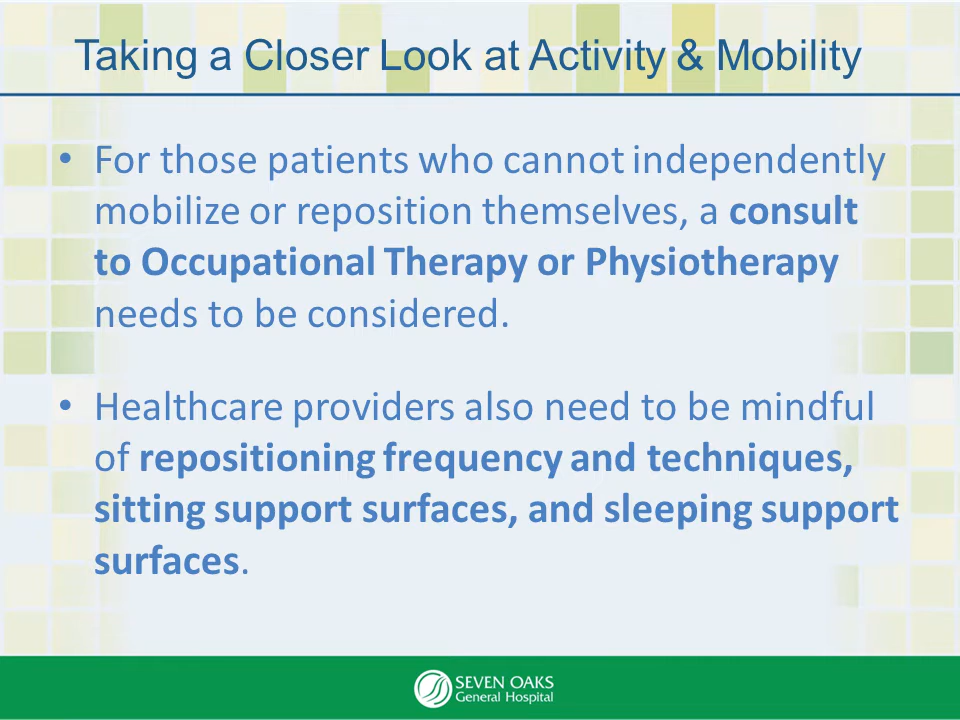 Taking a Closer Look at Activity & Mobility
• For those patients who cannot independently
mobilize or reposition themselves, a consult
to Occupational Therapy or Physiotherapy
needs to be considered.
• Healthcare providers also need to be mindful
of repositioning frequency and techniques,
sitting support surfaces, and sleeping support
surfaces.
SEVEN OAKS
General Hospital